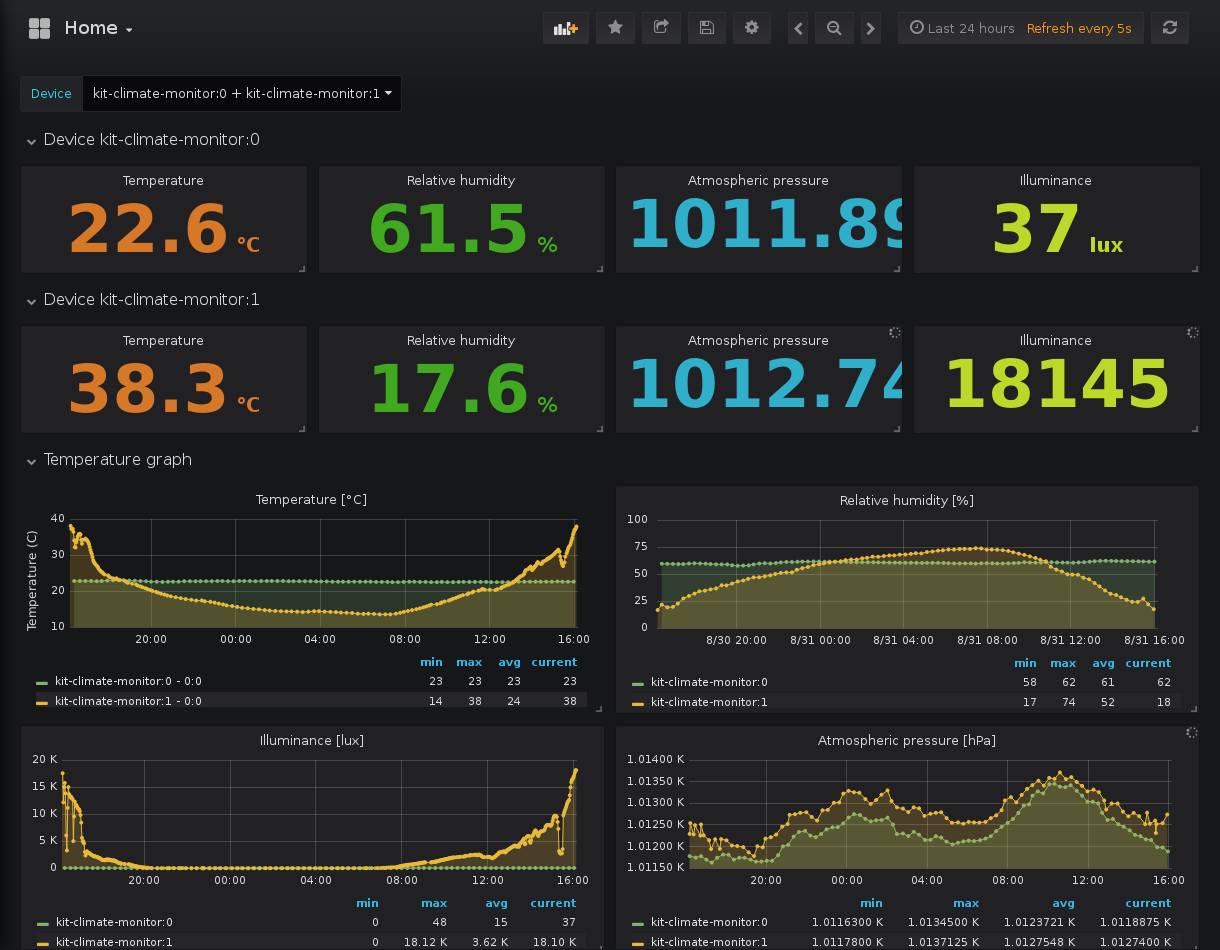 Home
Last 24 hours Refresh every 5s
Device kit-climate-monitor:0 + kit-climate-monitor:1
Device kit-climate-monitor:0
Temperature Relative humidity Atmospheric pressure Illuminance
22.6 °C 61.5 % 1011.89 37 lux
Device kit-climate-monitor:1
Temperature Relative humidity Atmospheric pressure Illuminance
38.3 °C 17.6 % 1012.74 18145
Temperature graph
Temperature [°C]
Temperature (C)
40
30
20
10
20:00 00:00 04:00 08:00 12:00 16:00
min max avg current
kit-climate-monitor:0 - 0:0 23 23 23 23
kit-climate-monitor:1 - 0:0 14 38 24 38
Relative humidity [%]
100
75
50
25
0
8/30 20:00 8/31 00:00 8/31 04:00 8/31 08:00 8/31 12:00 8/31 16:00
min max avg current
kit-climate-monitor:0 58 62 61 62
kit-climate-monitor:1 17 74 52 18
Illuminance [lux]
20 K
15 K
10 K
5 K
0
20:00 00:00 04:00 08:00 12:00 16:00
min max avg current
kit-climate-monitor:0 0 48 15 37
kit-climate-monitor:1 0 18.12 K 3.62 K 18.10 K
Atmospheric pressure [hPa]
1.01400 K
1.01350 K
1.01300 K
1.01250 K
1.01200 K
1.01150 K
20:00 00:00 04:00 08:00 12:00 16:00
min max avg current
kit-climate-monitor:0 1.0116300 K 1.0134500 K 1.0123721 K 1.0118875 K
kit-climate-monitor:1 1.0117800 K 1.0137125 K 1.0127548 K 1.0127400 K